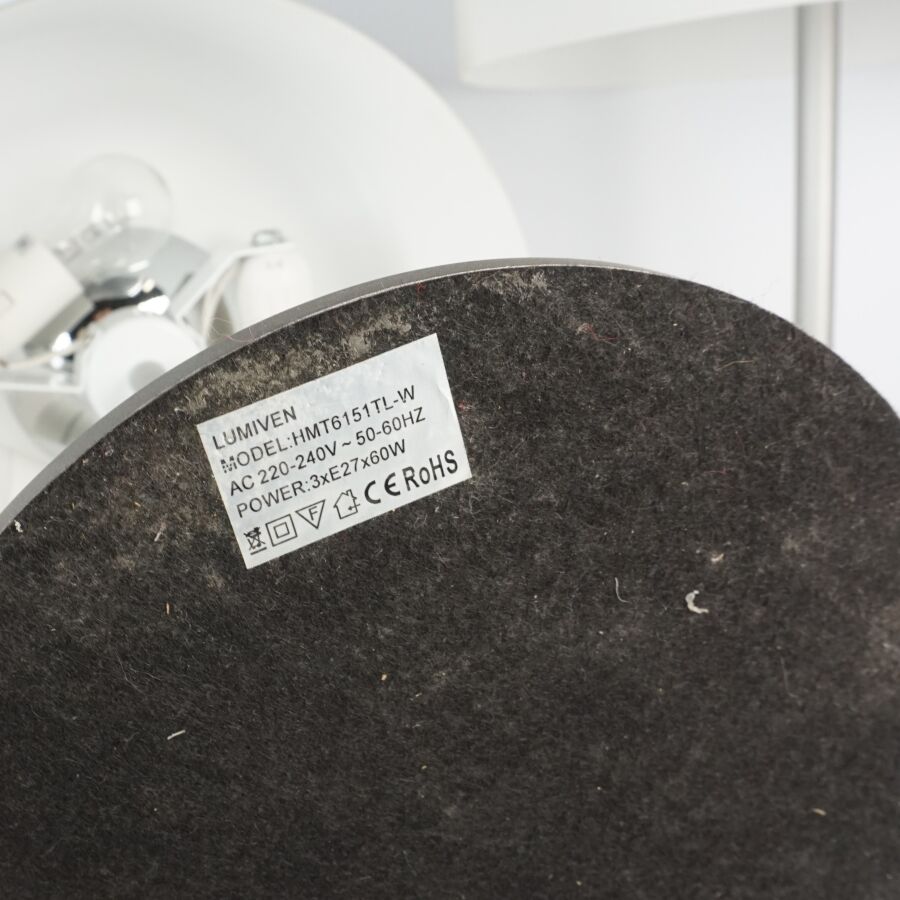 LUMIVEN
MODEL:HMT6151TL-W
AC 220-240V ~ 50-60HZ
POWER:3xE27x60W
F CE RoHS